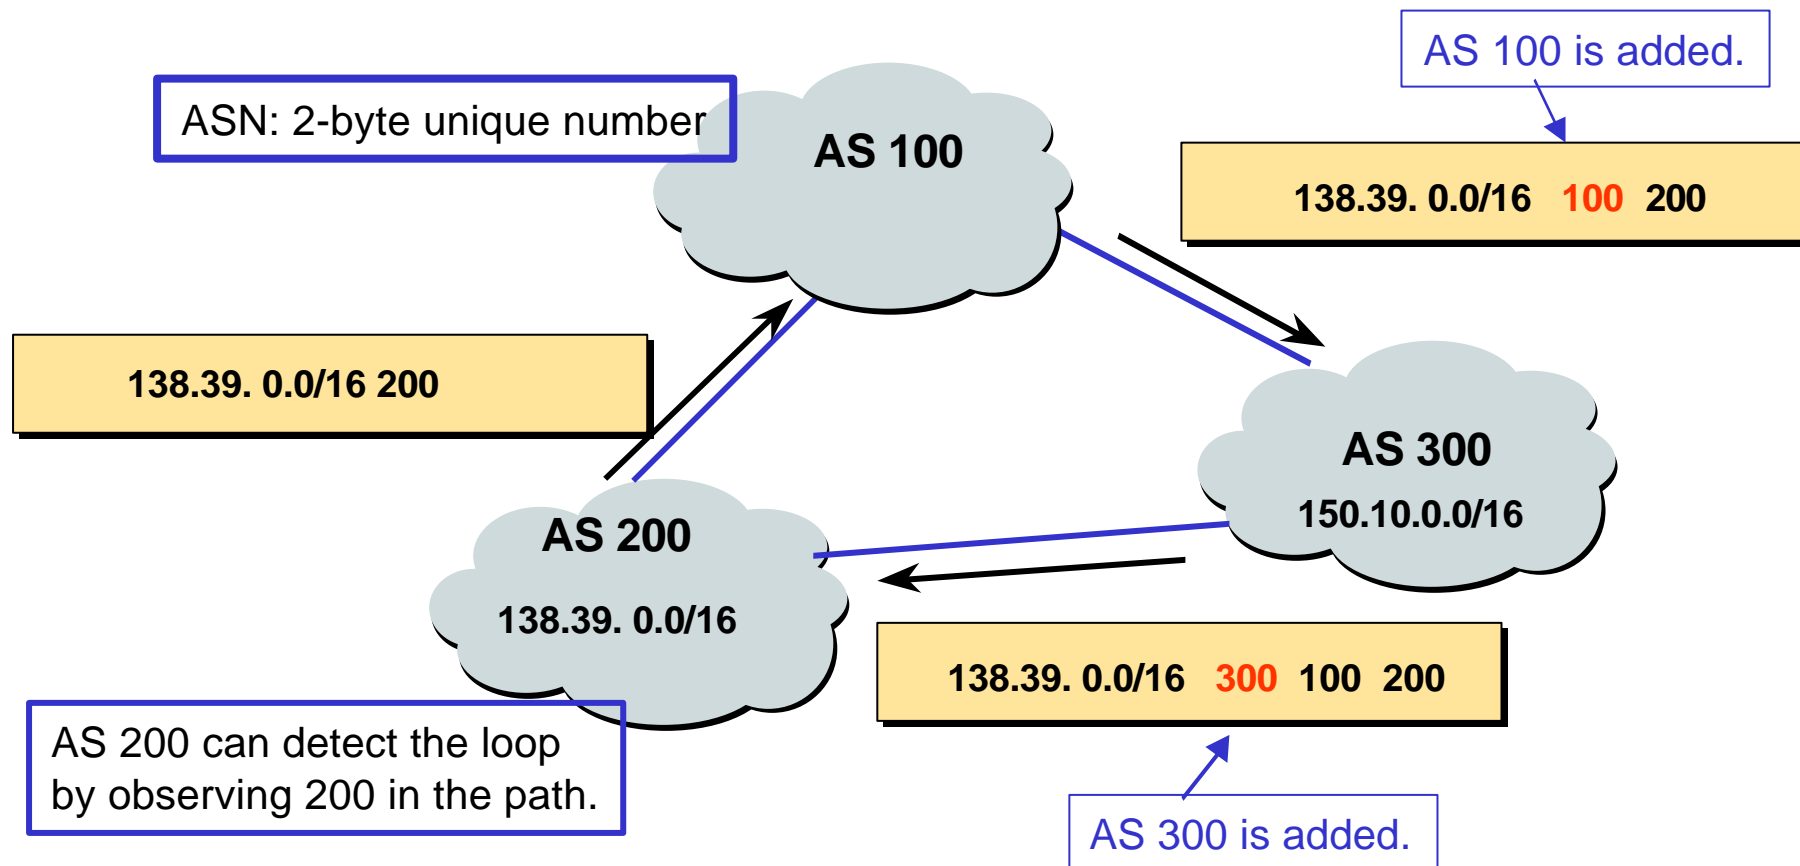 AS 100 is added.
ASN: 2-byte unique number
AS 100
138.39. 0.0/16 100 200
138.39. 0.0/16 200
AS 300
150.10.0.0/16
AS 200
138.39. 0.0/16
138.39. 0.0/16 300 100 200
AS 200 can detect the loop
by observing 200 in the path.
AS 300 is added.